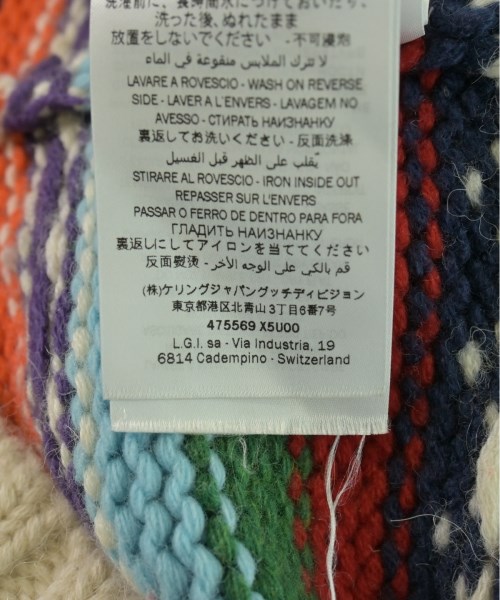 洗濯前に、長時間水につけておいたり、
洗った後、ぬれたまま
放置をしないでください - 不可浸剂
لا تترك الملابس منقوعة في الماء
LAVARE A ROVESCIO - WASH ON REVERSE
SIDE - LAVER A L'ENVERS - LAVAGEM NO
AVESSO - СТИРАТЬ НАИЗНАНКУ
裏返してお洗いください - 反面洗涤
يُقلب على الظهر قبل الغسيل
STIRARE AL ROVESCIO - IRON INSIDE OUT
REPASSER SUR L'ENVERS
PASSAR O FERRO DE DENTRO PARA FORA
ГЛАДИТЬ НАИЗНАНКУ
裏返しにしてアイロンを当ててください
反面熨烫 - قم بالكي على الوجه الآخر
(株)ケリングジャパングッチディビジョン
東京都港区北青山3丁目6番7号
475569 X5U00
L.G.I. sa - Via Industria, 19
6814 Cadempino - Switzerland